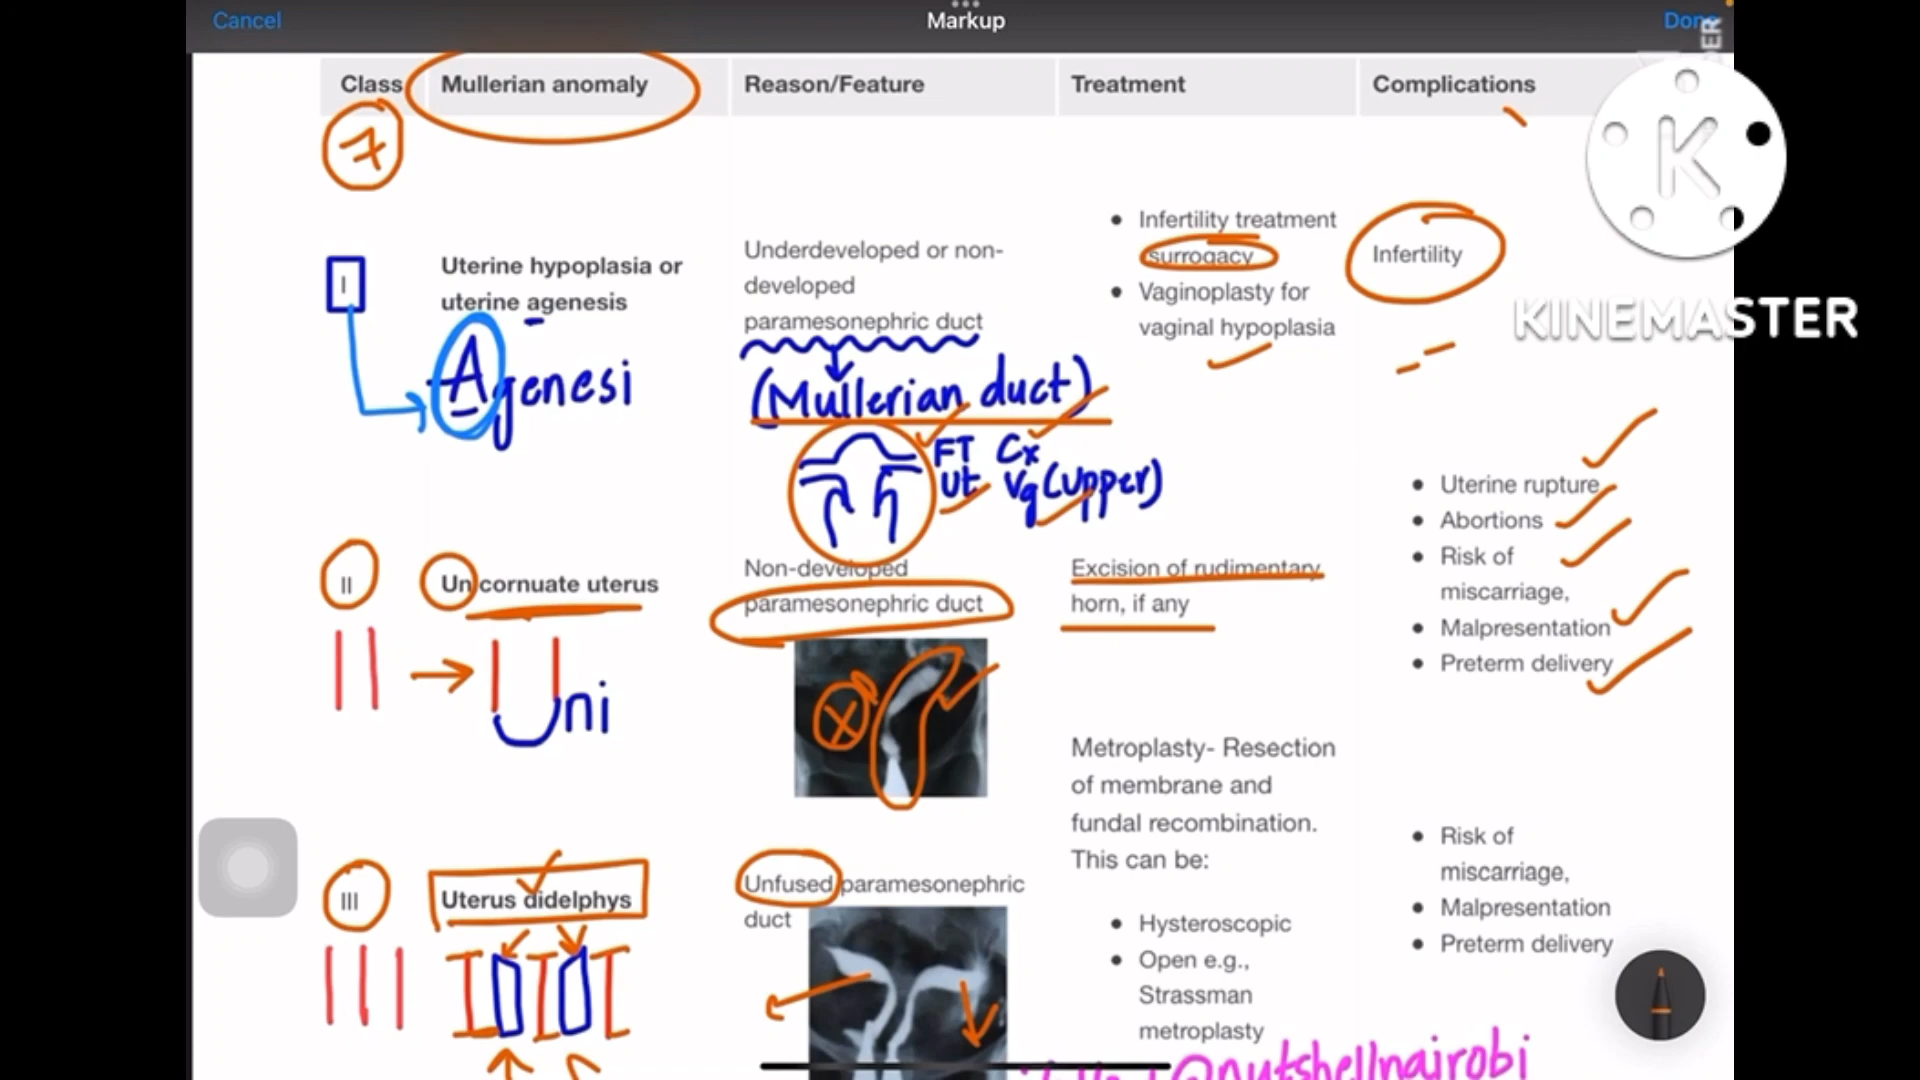 Cancel
Markup
Class
Mullerian anomaly
Reason/Feature
Treatment
Complications
K
KINEMASTER
7
I
Uterine hypoplasia or
uterine agenesis
Agenesi
Underdeveloped or non-
developed
paramesonephric duct
(Mullerian duct)
FT Cx
Ut Vg (upper)
Infertility treatment
surrogacy
Vaginoplasty for
vaginal hypoplasia
Infertility
II
Unicornuate uterus
Uni
Non-developed
paramesonephric duct
Excision of rudimentary
horn, if any
Uterine rupture
Abortions
Risk of
miscarriage,
Malpresentation
Preterm delivery
III
Uterus didelphys
Unfused paramesonephric
duct
Metroplasty- Resection
of membrane and
fundal recombination.
This can be:
Hysteroscopic
Open e.g.,
Strassman
metroplasty
Risk of
miscarriage,
Malpresentation
Preterm delivery
@nutshellnairobi